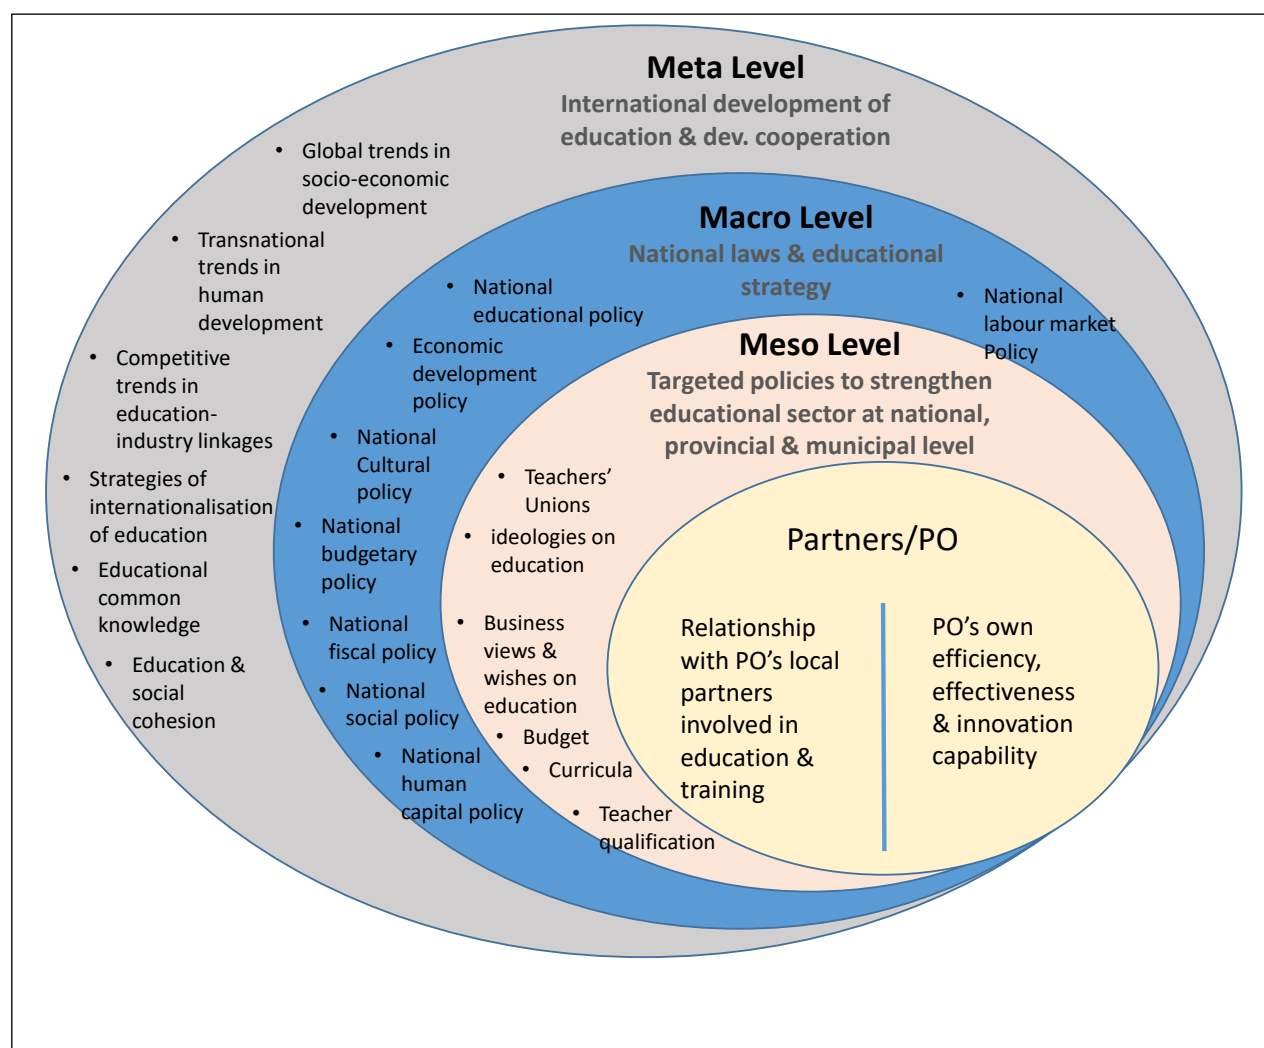 Meta Level
International development of
education & dev. cooperation
• Global trends in
socio-economic
development
• Transnational
trends in
human
development
• Competitive
trends in
education-
industry linkages
• Strategies of
internationalisation
of education
• Educational
common
knowledge
• Education &
social
cohesion
Macro Level
National laws & educational
strategy
• National
educational policy
• Economic
development
policy
• National
Cultural
policy
• National
budgetary
policy
• National
fiscal policy
• National
social policy
• National
human
capital policy
• National
labour market
Policy
Meso Level
Targeted policies to strengthen
educational sector at national,
provincial & municipal level
• Teachers’
Unions
• ideologies on
education
• Business
views &
wishes on
education
• Budget
• Curricula
• Teacher
qualification
Partners/PO
Relationship
with PO’s local
partners
involved in
education &
training
PO’s own
efficiency,
effectiveness
& innovation
capability